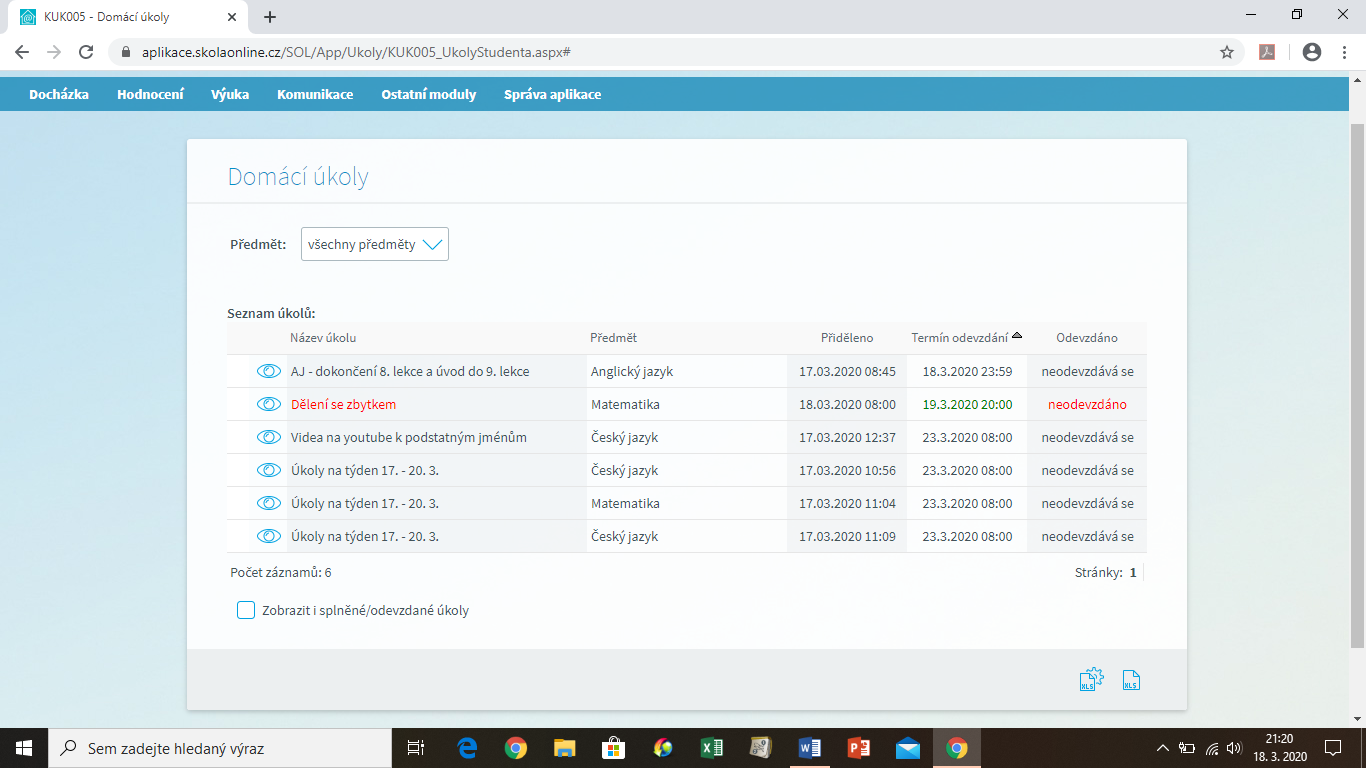 KUK005 - Domácí úkoly
aplikace.skolaonline.cz/SOL/App/Ukoly/KUK005_UkolyStudenta.aspx#
Docházka Hodnocení Výuka Komunikace Ostatní moduly Správa aplikace
Domácí úkoly
Předmět: všechny předměty
Seznam úkolů:
Název úkolu Předmět Přiděleno Termín odevzdání Odevzdáno
AJ - dokončení 8. lekce a úvod do 9. lekce Anglický jazyk 17.03.2020 08:45 18.3.2020 23:59 neodevzdává se
Dělení se zbytkem Matematika 18.03.2020 08:00 19.3.2020 20:00 neodevzdáno
Videa na youtube k podstatným jménům Český jazyk 17.03.2020 12:37 23.3.2020 08:00 neodevzdává se
Úkoly na týden 17. - 20. 3. Český jazyk 17.03.2020 10:56 23.3.2020 08:00 neodevzdává se
Úkoly na týden 17. - 20. 3. Matematika 17.03.2020 11:04 23.3.2020 08:00 neodevzdává se
Úkoly na týden 17. - 20. 3. Český jazyk 17.03.2020 11:09 23.3.2020 08:00 neodevzdává se
Počet záznamů: 6 Stránky: 1
Zobrazit i splněné/odevzdané úkoly
XLS XLS
Sem zadejte hledaný výraz
21:20
18. 3. 2020